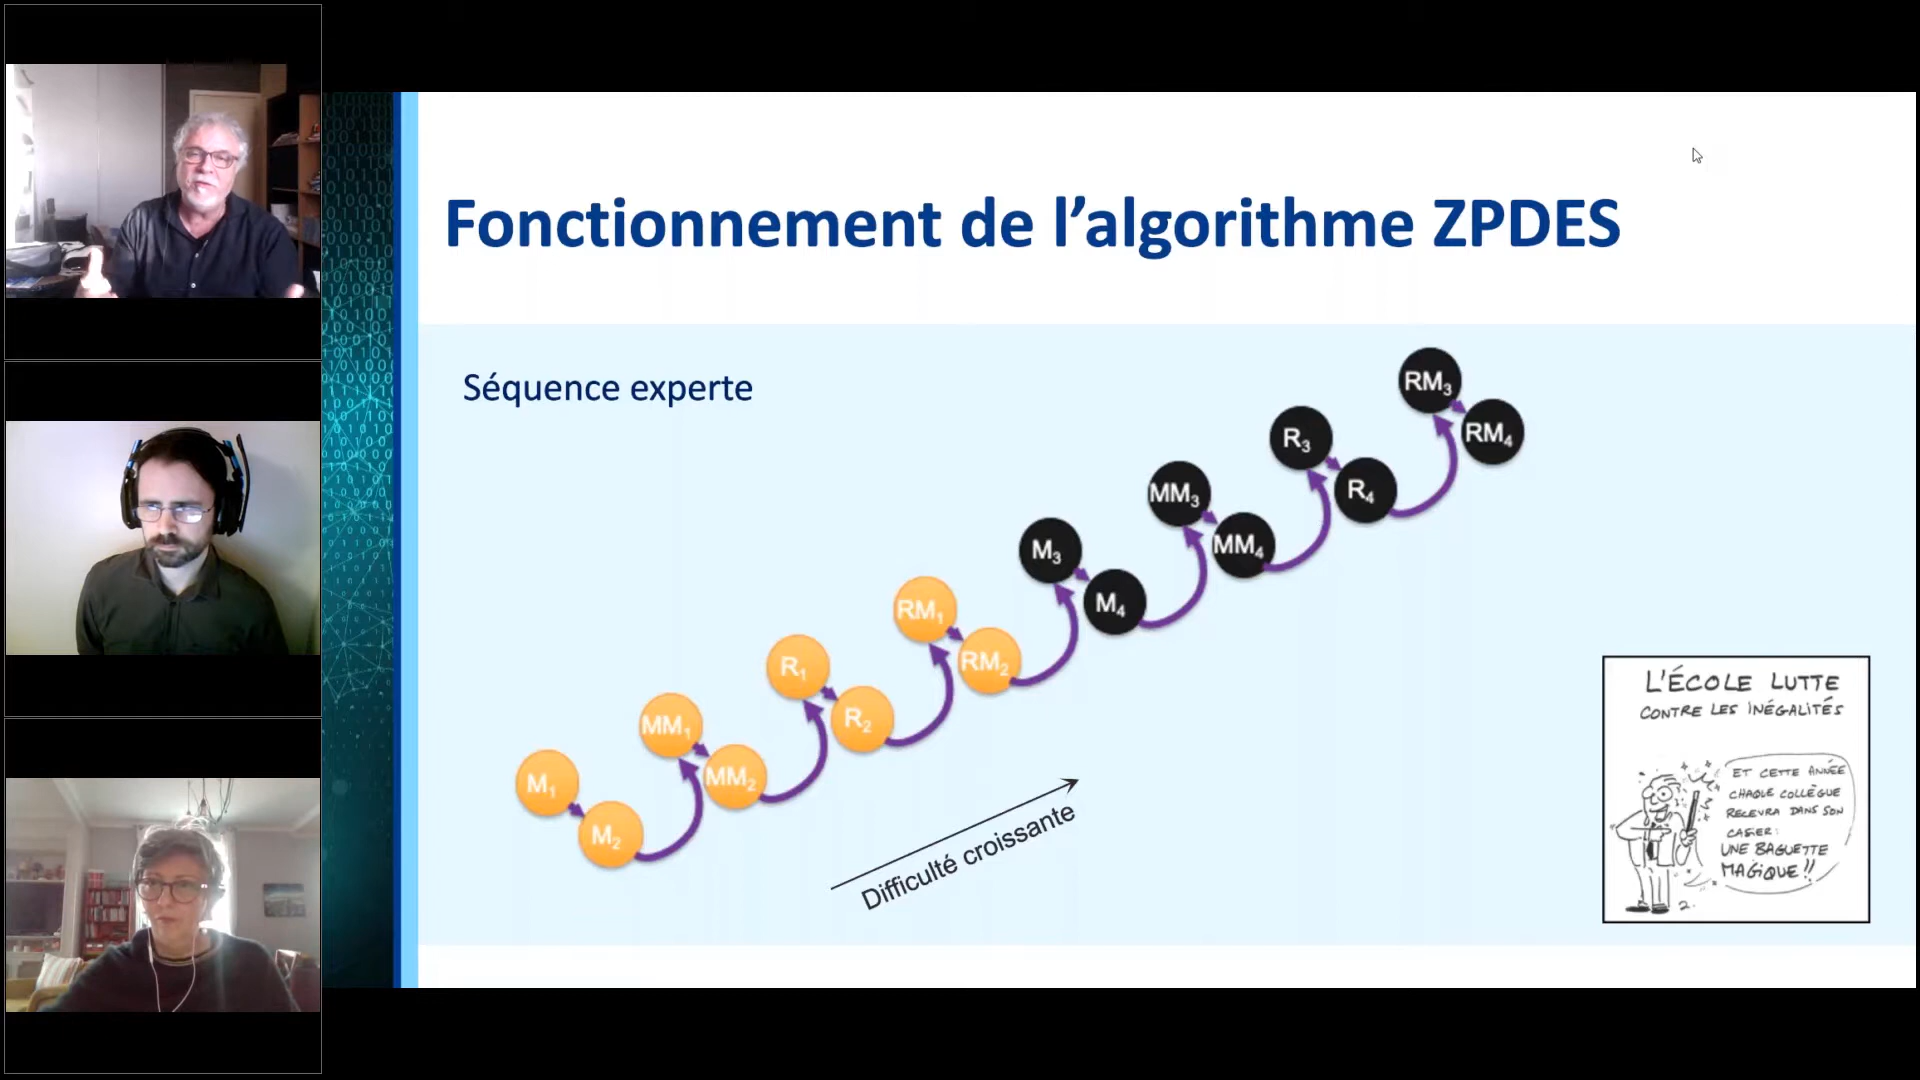 Fonctionnement de l’algorithme ZPDES
Séquence experte
M1
M2
MM1
MM2
R1
R2
RM1
RM2
M3
M4
MM3
MM4
R3
R4
RM3
RM4
Difficulté croissante
L'ÉCOLE LUTTE
CONTRE LES INÉGALITÉS
ET CETTE ANNÉE
CHAQUE COLLÈGUE
RECEVRA DANS SON
CASIER:
UNE BAGUETTE
MAGIQUE!!
2.